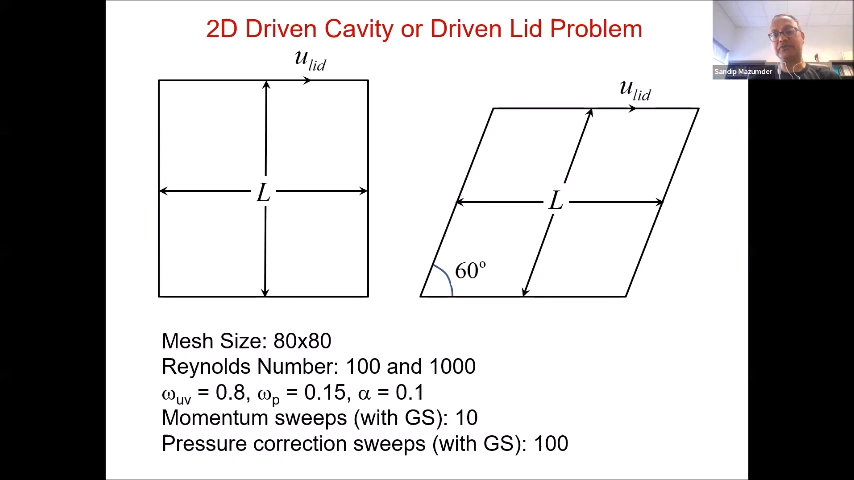 2D Driven Cavity or Driven Lid Problem
Sandip Mazumder
u_lid
u_lid
L
L
60°
Mesh Size: 80x80
Reynolds Number: 100 and 1000
ω_uv = 0.8, ω_p = 0.15, α = 0.1
Momentum sweeps (with GS): 10
Pressure correction sweeps (with GS): 100